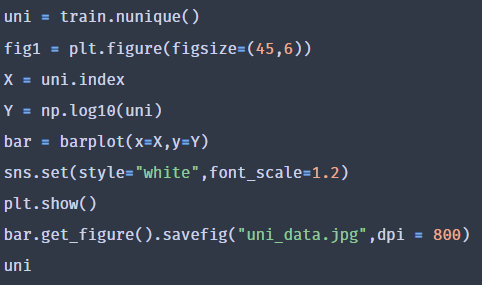 uni = train.nunique()
fig1 = plt.figure(figsize=(45,6))
X = uni.index
Y = np.log10(uni)
bar = barplot(x=X,y=Y)
sns.set(style="white",font_scale=1.2)
plt.show()
bar.get_figure().savefig("uni_data.jpg",dpi = 800)
uni